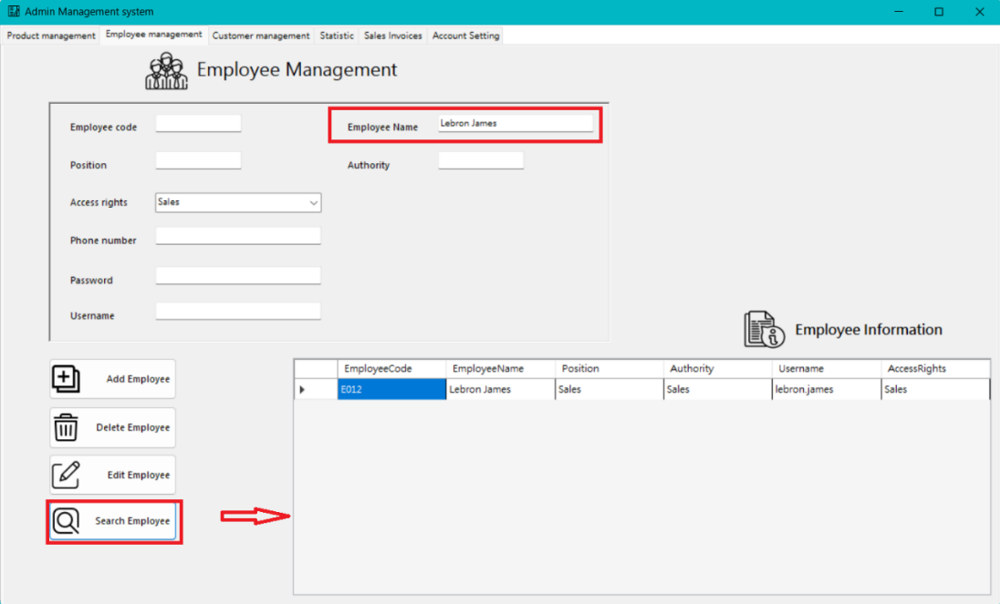 Admin Management system
Product management Employee management Customer management Statistic Sales Invoices Account Setting
Employee Management
Employee code
Employee Name Lebron James
Position
Authority
Access rights Sales
Phone number
Password
Username
Employee Information
Add Employee
Delete Employee
Edit Employee
Search Employee
EmployeeCode EmployeeName Position Authority Username AccessRights
E012 Lebron James Sales Sales lebron.james Sales